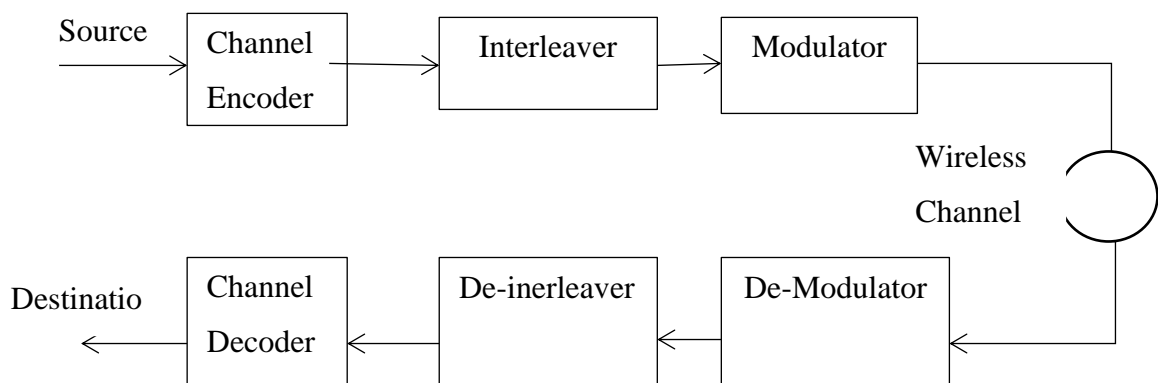 Source
Channel
Encoder
Interleaver
Modulator
Wireless
Channel
Destinatio
Channel
Decoder
De-inerleaver
De-Modulator